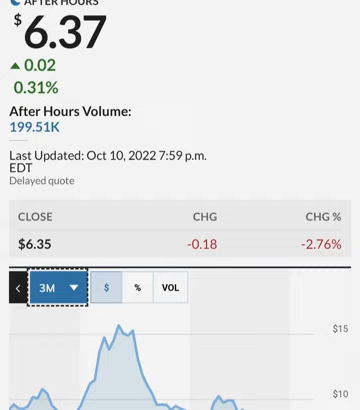 AFTER HOURS
$6.37
0.02
0.31%
After Hours Volume:
199.51K
Last Updated: Oct 10, 2022 7:59 p.m.
EDT
Delayed quote
CLOSE CHG CHG %
$6.35 -0.18 -2.76%
3M $ % VOL
$15
$10